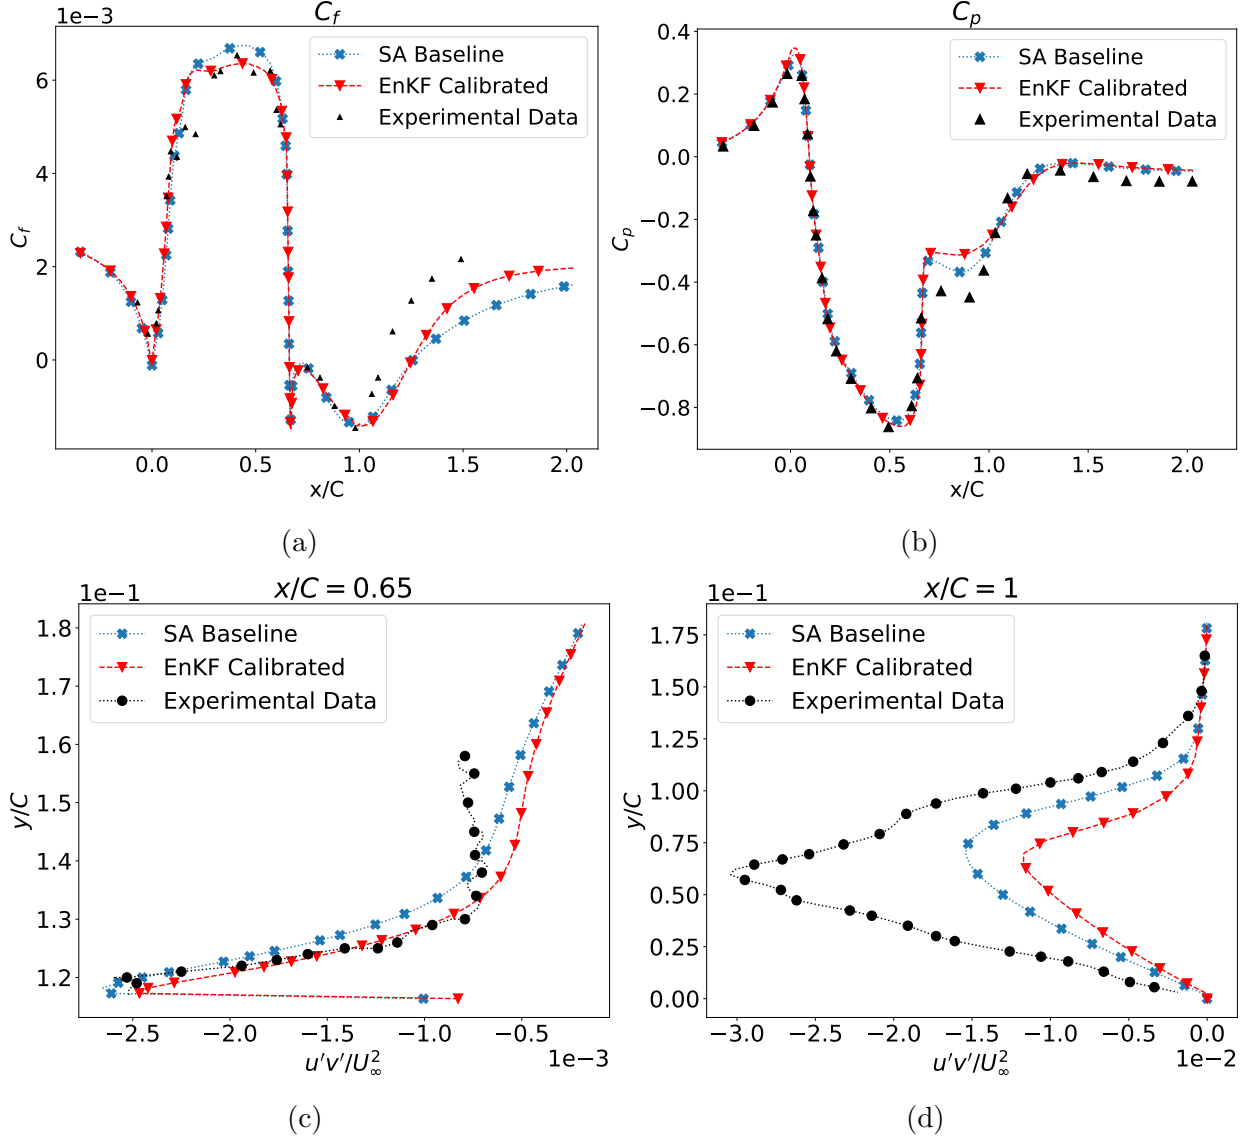 C_f
1e−3
SA Baseline
EnKF Calibrated
Experimental Data
6
4
2
0
C_f
0.0 0.5 1.0 1.5 2.0
x/C
(a)
C_p
SA Baseline
EnKF Calibrated
Experimental Data
0.4
0.2
0.0
−0.2
−0.4
−0.6
−0.8
C_p
0.0 0.5 1.0 1.5 2.0
x/C
(b)
1e−1
x/C = 0.65
SA Baseline
EnKF Calibrated
Experimental Data
1.8
1.7
1.6
1.5
1.4
1.3
1.2
y/C
−2.5 −2.0 −1.5 −1.0 −0.5
u′v′/U∞²
1e−3
(c)
1e−1
x/C = 1
SA Baseline
EnKF Calibrated
Experimental Data
1.75
1.50
1.25
1.00
0.75
0.50
0.25
0.00
y/C
−3.0 −2.5 −2.0 −1.5 −1.0 −0.5 0.0
u′v′/U∞²
1e−2
(d)